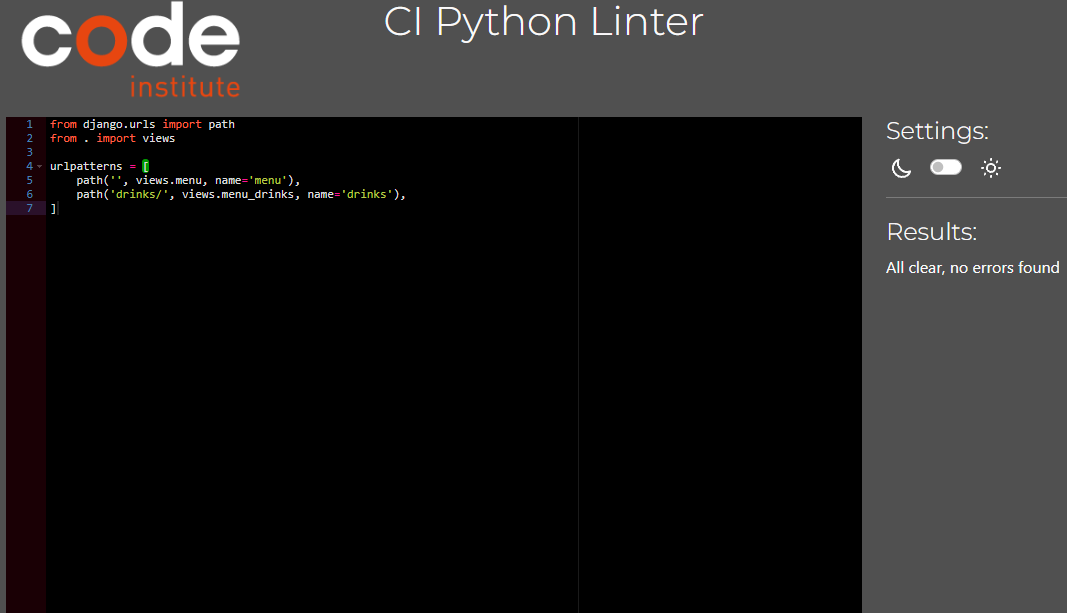 code
institute
CI Python Linter
1 from django.urls import path
2 from . import views
3
4 urlpatterns = [
5     path('', views.menu, name='menu'),
6     path('drinks/', views.menu_drinks, name='drinks'),
7 ]
Settings:
Results:
All clear, no errors found